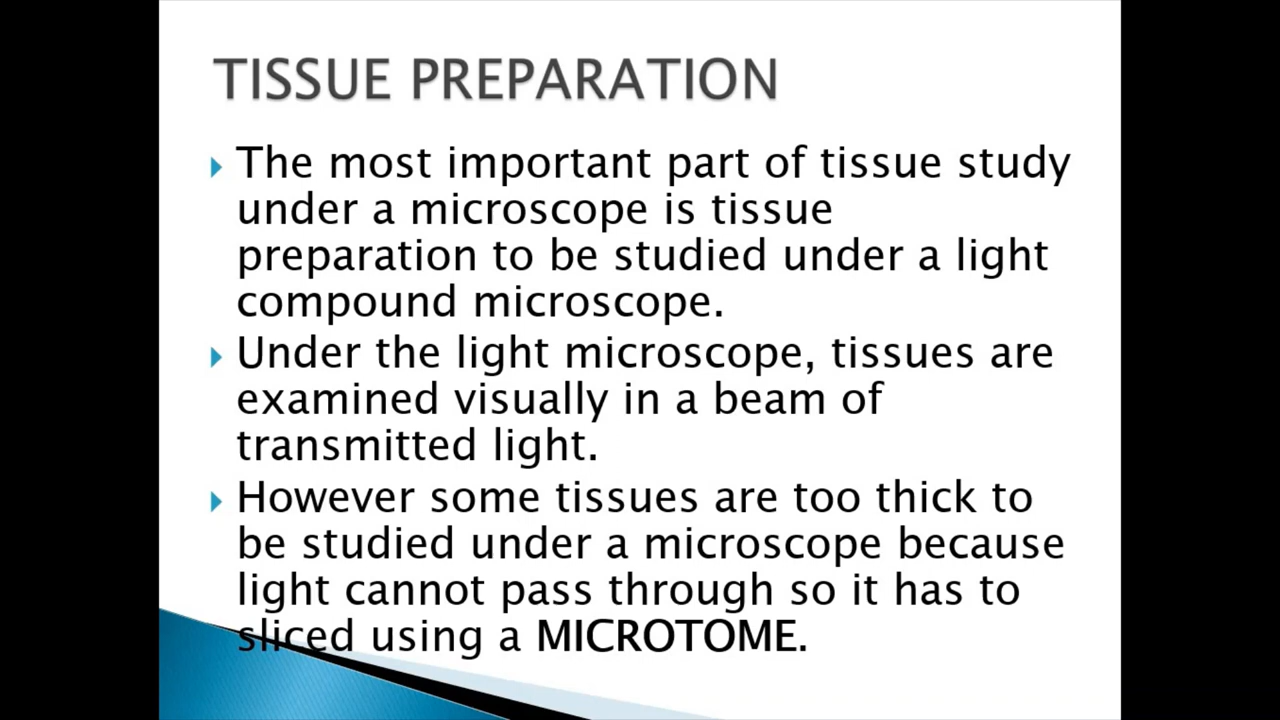 TISSUE PREPARATION
The most important part of tissue study
under a microscope is tissue
preparation to be studied under a light
compound microscope.
Under the light microscope, tissues are
examined visually in a beam of
transmitted light.
However some tissues are too thick to
be studied under a microscope because
light cannot pass through so it has to
sliced using a MICROTOME.